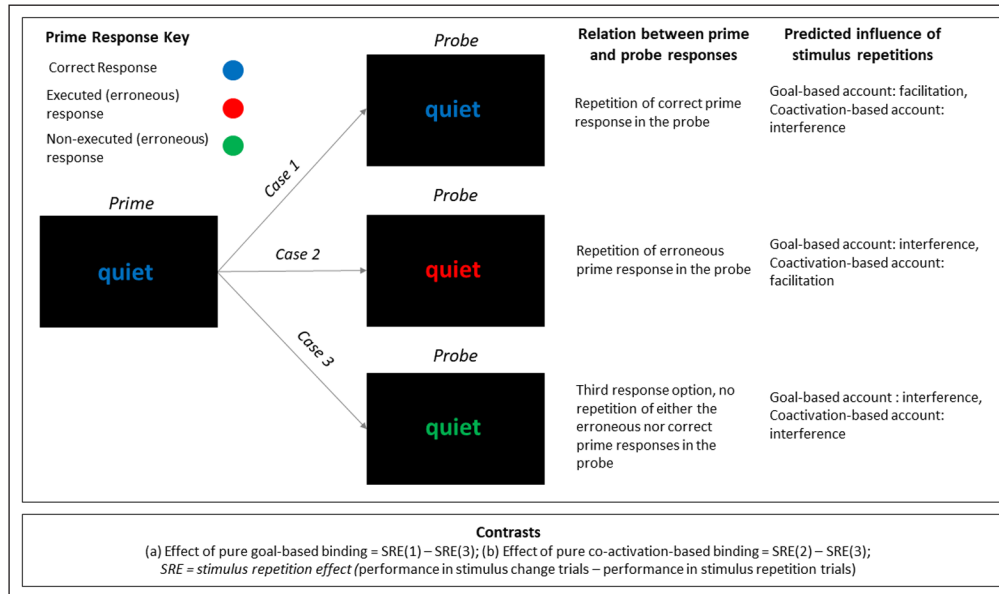 Prime Response Key
Correct Response
Executed (erroneous)
response
Non-executed (erroneous)
response
Prime
quiet
Case 1
Case 2
Case 3
Probe
quiet
Probe
quiet
Probe
quiet
Relation between prime
and probe responses
Repetition of correct prime
response in the probe
Repetition of erroneous
prime response in the probe
Third response option, no
repetition of either the
erroneous nor correct
prime responses in the
probe
Predicted influence of
stimulus repetitions
Goal-based account: facilitation,
Coactivation-based account:
interference
Goal-based account: interference,
Coactivation-based account:
facilitation
Goal-based account : interference,
Coactivation-based account:
interference
Contrasts
(a) Effect of pure goal-based binding = SRE(1) – SRE(3); (b) Effect of pure co-activation-based binding = SRE(2) – SRE(3);
SRE = stimulus repetition effect (performance in stimulus change trials – performance in stimulus repetition trials)